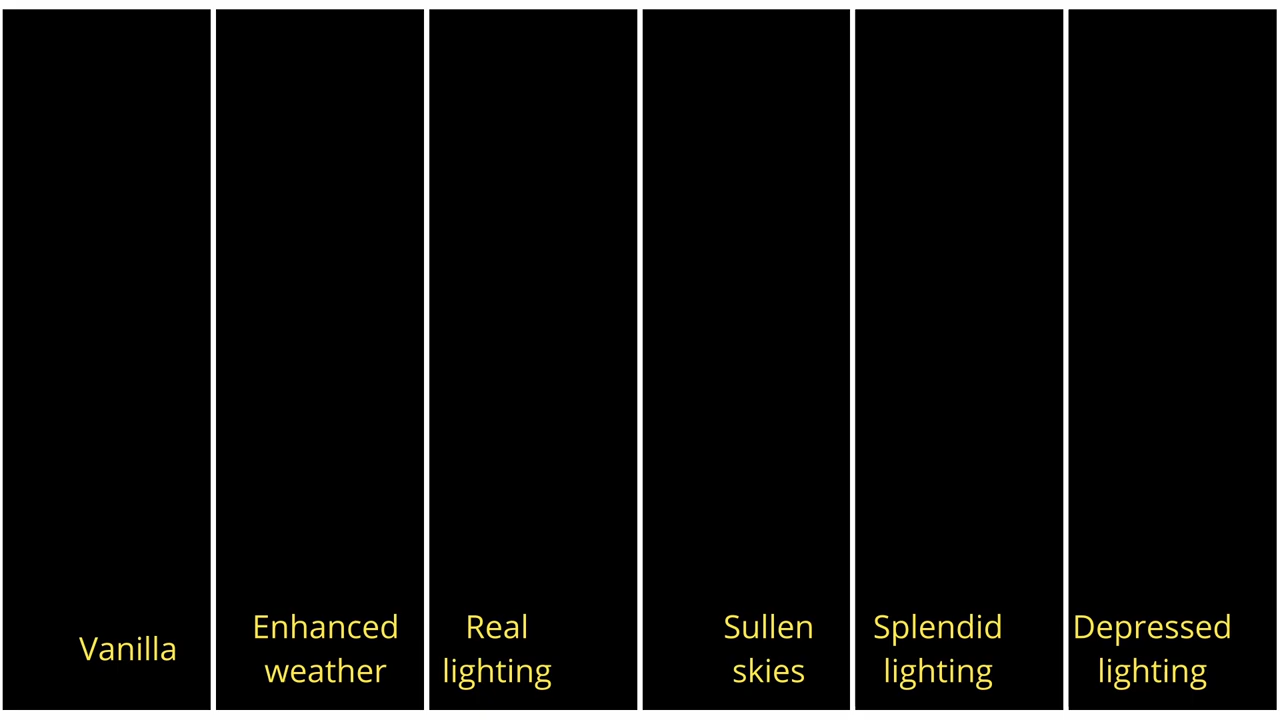 Vanilla
Enhanced
weather
Real
lighting
Sullen
skies
Splendid
lighting
Depressed
lighting